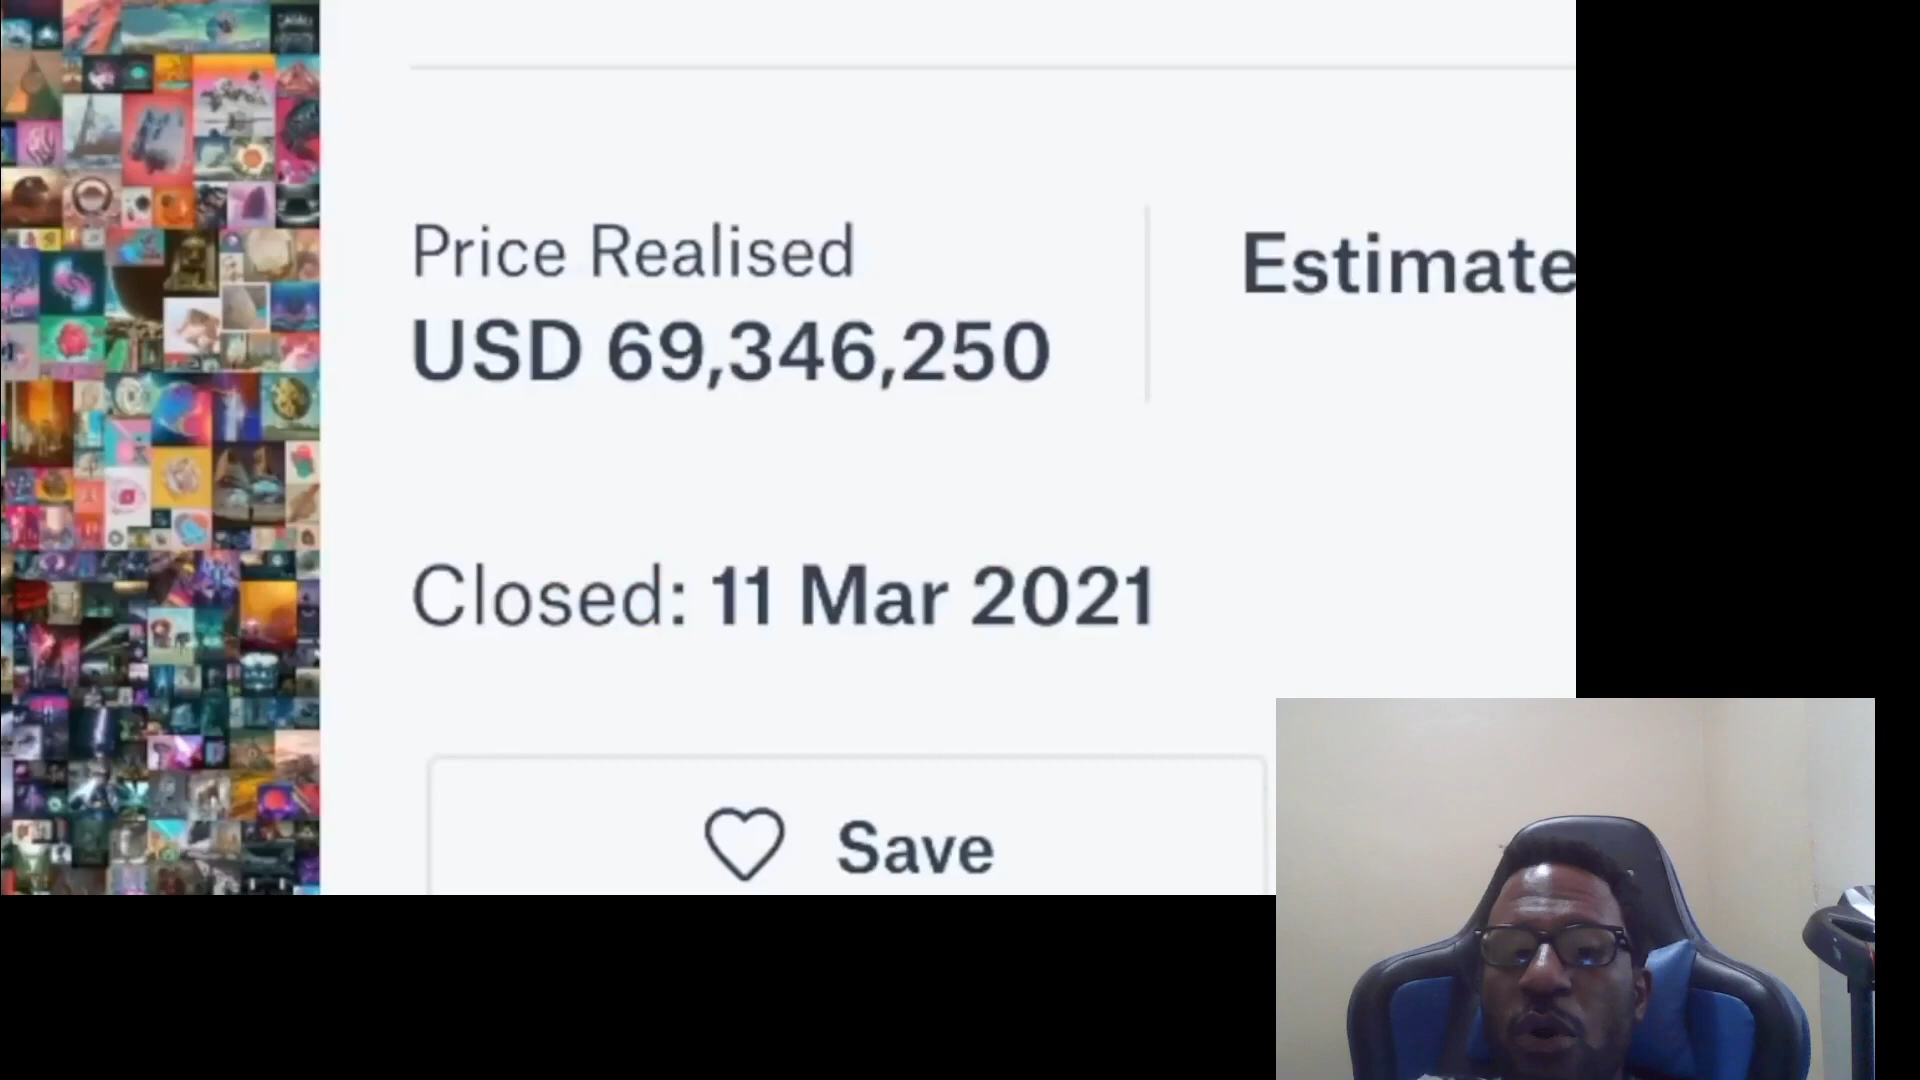 Price Realised
Estimate
USD 69,346,250
Closed: 11 Mar 2021
Save